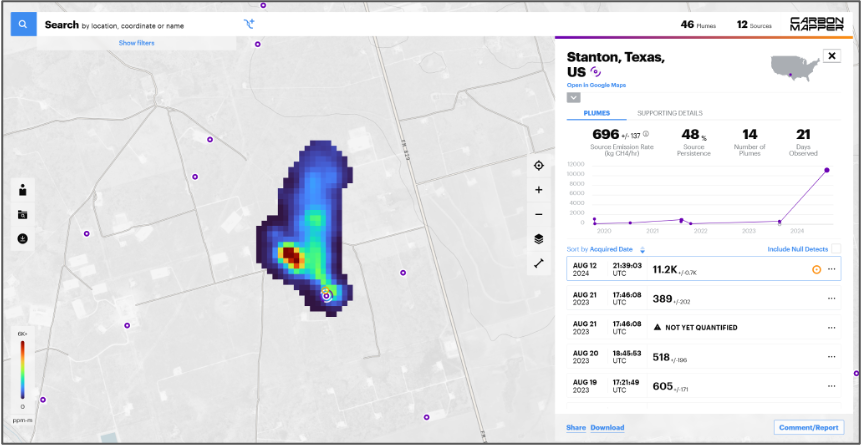 Search by location, coordinate or name
46 Plumes 12 Sources CARBON MAPPER
Show filters
Stanton, Texas,
US
Open in Google Maps
PLUMES SUPPORTING DETAILS
696 +/- 137 48 % 14 21
Source Emission Rate (kg CH4/hr) Source Persistence Number of Plumes Days Observed
12000
10000
8000
6000
4000
2000
0
2020 2021 2022 2023 2024
Sort by Acquired Date Include Null Detects
AUG 12 2024 21:39:03 UTC 11.2K +/-0.7K
AUG 21 2023 17:46:08 UTC 389 +/-202
AUG 21 2023 17:46:08 UTC NOT YET QUANTIFIED
AUG 20 2023 18:45:53 UTC 518 +/-196
AUG 19 2023 17:21:49 UTC 605 +/-171
Share Download Comment/Report
0
ppm-m